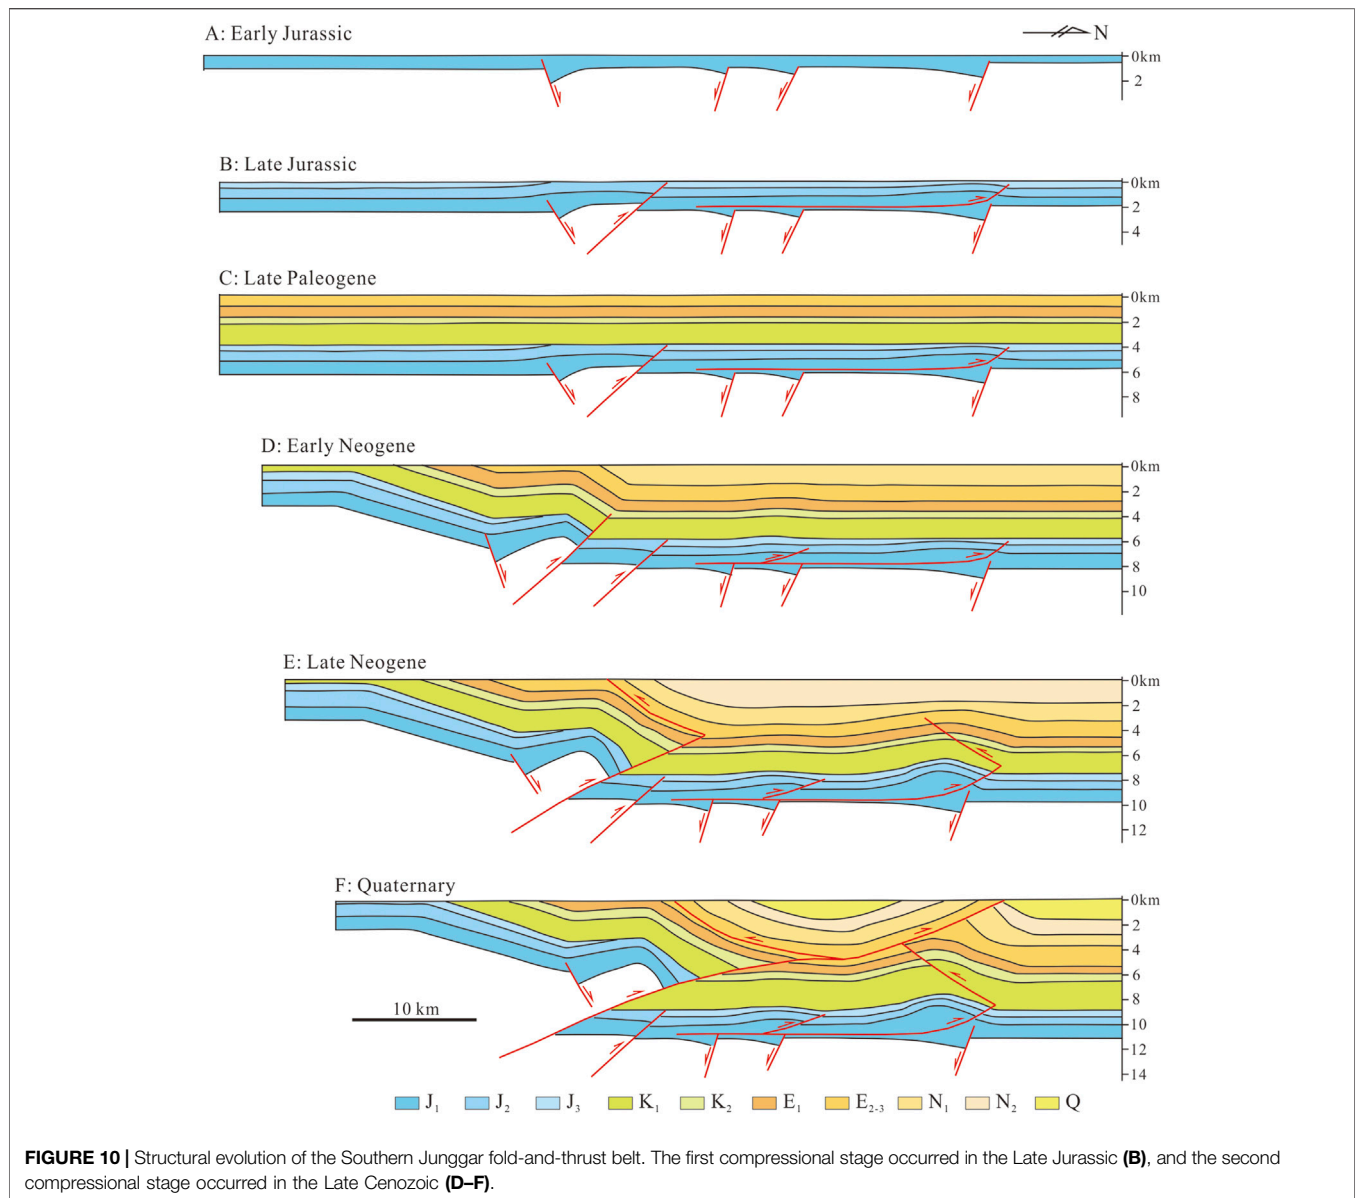 A: Early Jurassic
N
0km
2
B: Late Jurassic
0km
2
4
C: Late Paleogene
0km
2
4
6
8
D: Early Neogene
0km
2
4
6
8
10
E: Late Neogene
0km
2
4
6
8
10
12
F: Quaternary
0km
2
4
6
8
10
12
14
10 km
J₁ J₂ J₃ K₁ K₂ E₁ E₂₋₃ N₁ N₂ Q
FIGURE 10 | Structural evolution of the Southern Junggar fold-and-thrust belt. The first compressional stage occurred in the Late Jurassic (B), and the second
compressional stage occurred in the Late Cenozoic (D–F).